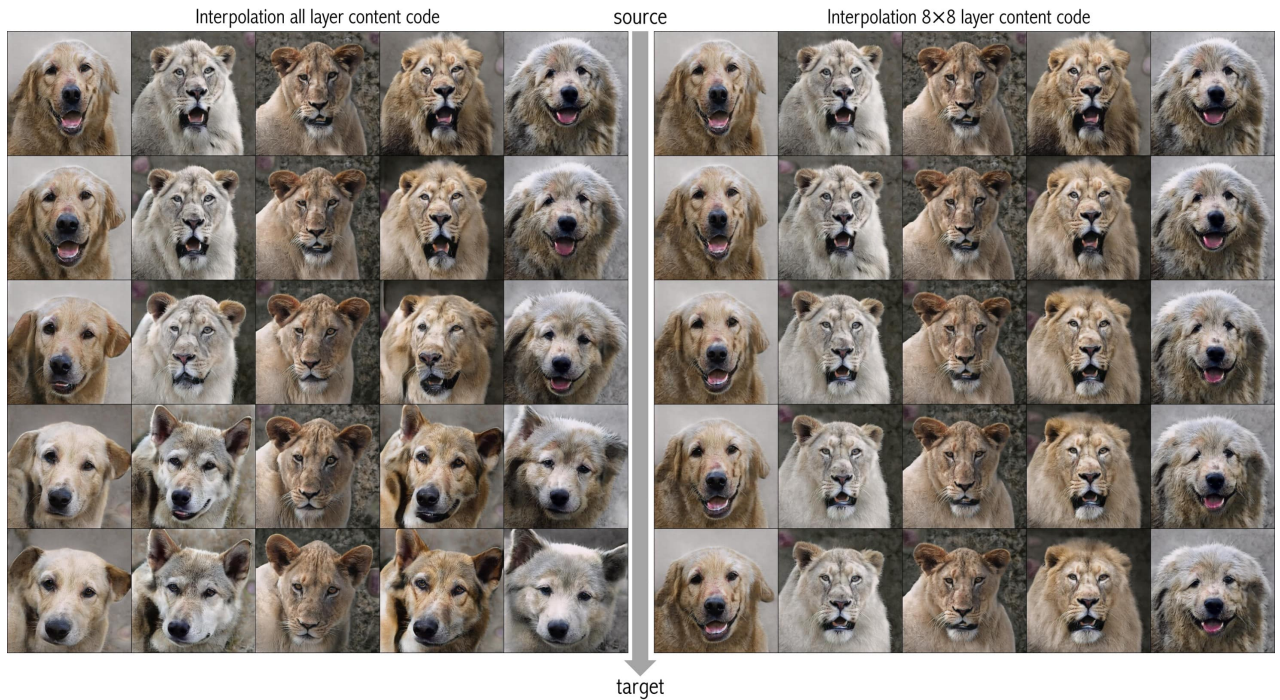 Interpolation all layer content code
source
Interpolation 8×8 layer content code
target